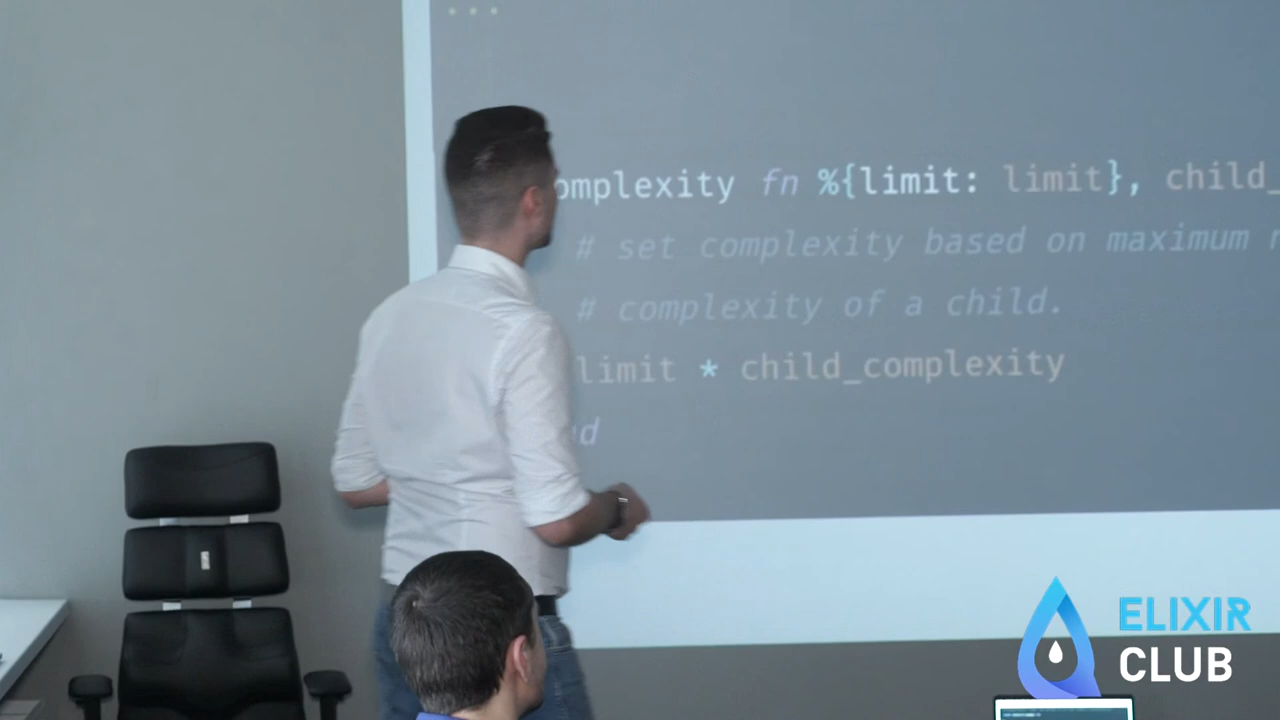 omplexity fn %{limit: limit}, child_
# set complexity based on maximum
# complexity of a child.
limit * child_complexity
d
ELIXIR
CLUB